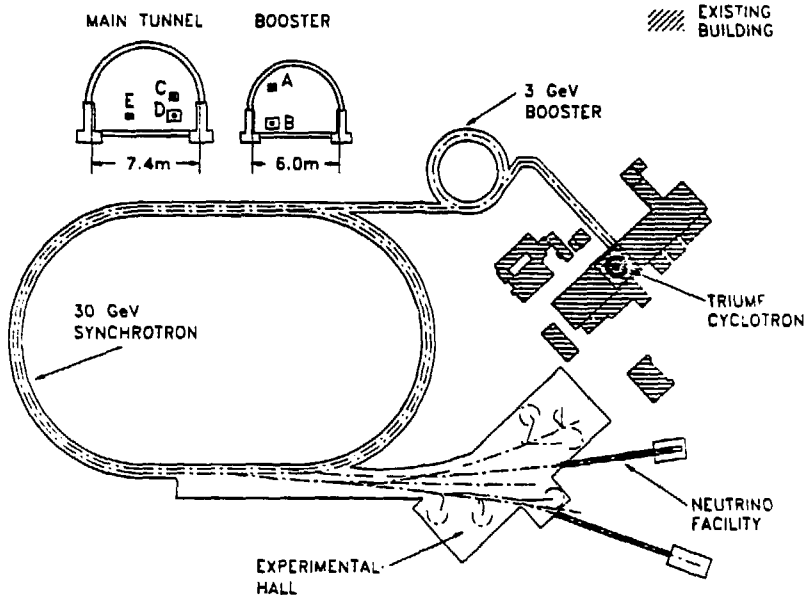 MAIN TUNNEL
BOOSTER
EXISTING
BUILDING
A
C
E
D
B
7.4m
6.0m
3 GeV
BOOSTER
30 GeV
SYNCHROTRON
TRIUMF
CYCLOTRON
NEUTRINO
FACILITY
EXPERIMENTAL
HALL